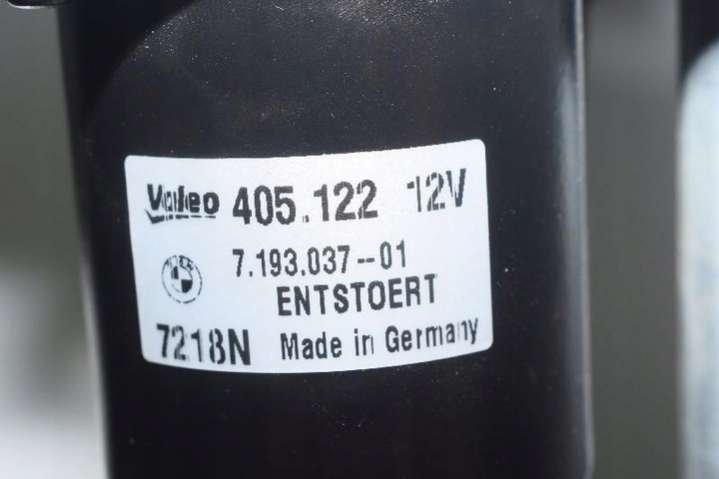 Valeo 405.122 12V
7.193.037--01
ENTSTOERT
7218N Made in Germany